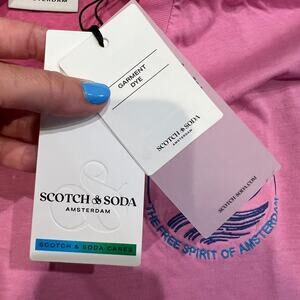 AMSTERDAM
GARMENT
DYE
SCOTCH & SODA
SCOTCH & SODA
AMSTERDAM
SCOTCH & SODA CARES
SCOTCH-SODA.COM
THE FREE SPIRIT OF AMSTERDAM